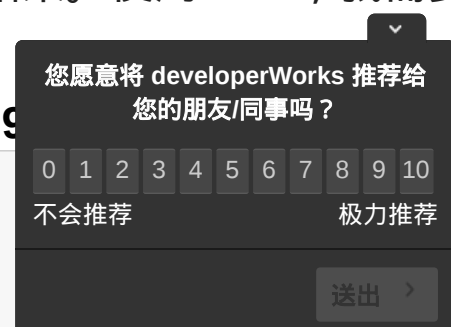 您愿意将 developerWorks 推荐给
您的朋友/同事吗？
0 1 2 3 4 5 6 7 8 9 10
不会推荐 极力推荐
送出